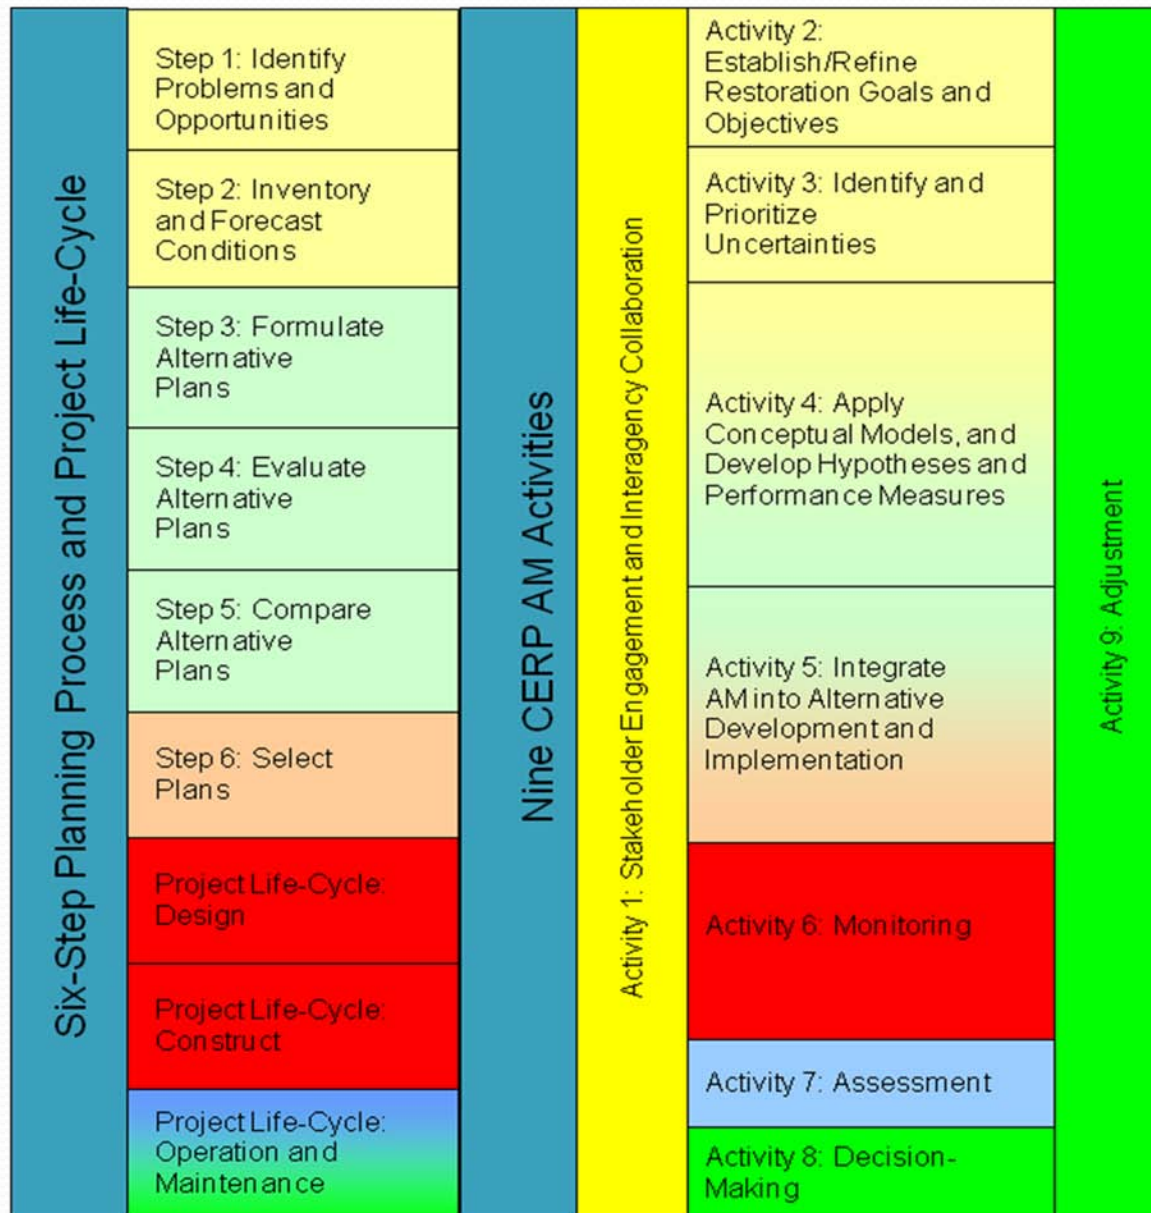 Six-Step Planning Process and Project Life-Cycle
Step 1: Identify
Problems and
Opportunities
Step 2: Inventory
and Forecast
Conditions
Step 3: Formulate
Alternative
Plans
Step 4: Evaluate
Alternative
Plans
Step 5: Compare
Alternative
Plans
Step 6: Select
Plans
Project Life-Cycle:
Design
Project Life-Cycle:
Construct
Project Life-Cycle:
Operation and
Maintenance
Nine CERP AM Activities
Activity 1: Stakeholder Engagement and Interagency Collaboration
Activity 2:
Establish/Refine
Restoration Goals and
Objectives
Activity 3: Identify and
Prioritize
Uncertainties
Activity 4: Apply
Conceptual Models, and
Develop Hypotheses and
Performance Measures
Activity 5: Integrate
AM into Alternative
Development and
Implementation
Activity 6: Monitoring
Activity 7: Assessment
Activity 8: Decision-
Making
Activity 9: Adjustment